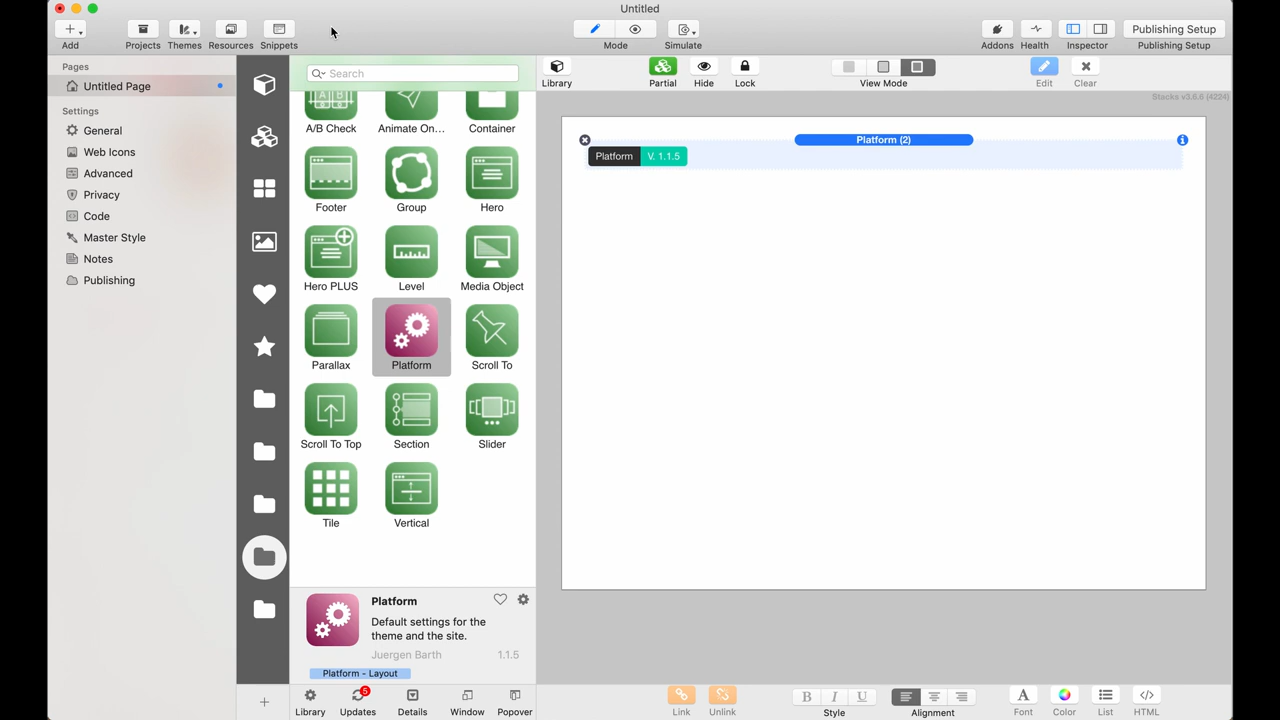 Untitled
Add
Projects
Themes
Resources
Snippets
Mode
Simulate
Addons
Health
Inspector
Publishing Setup
Publishing Setup
Pages
Untitled Page
Settings
General
Web Icons
Advanced
Privacy
Code
Master Style
Notes
Publishing
Search
A/B Check
Animate On...
Container
Footer
Group
Hero
Hero PLUS
Level
Media Object
Parallax
Platform
Scroll To
Scroll To Top
Section
Slider
Tile
Vertical
Platform
Default settings for the
theme and the site.
Juergen Barth 1.1.5
Platform - Layout
Library
5
Updates
Details
Window
Popover
Library
Partial
Hide
Lock
View Mode
Edit
Clear
Stacks v3.6.6 (4224)
Platform (2)
Platform V. 1.1.5
Link
Unlink
B I U
Style
Alignment
A
Font
Color
List
HTML